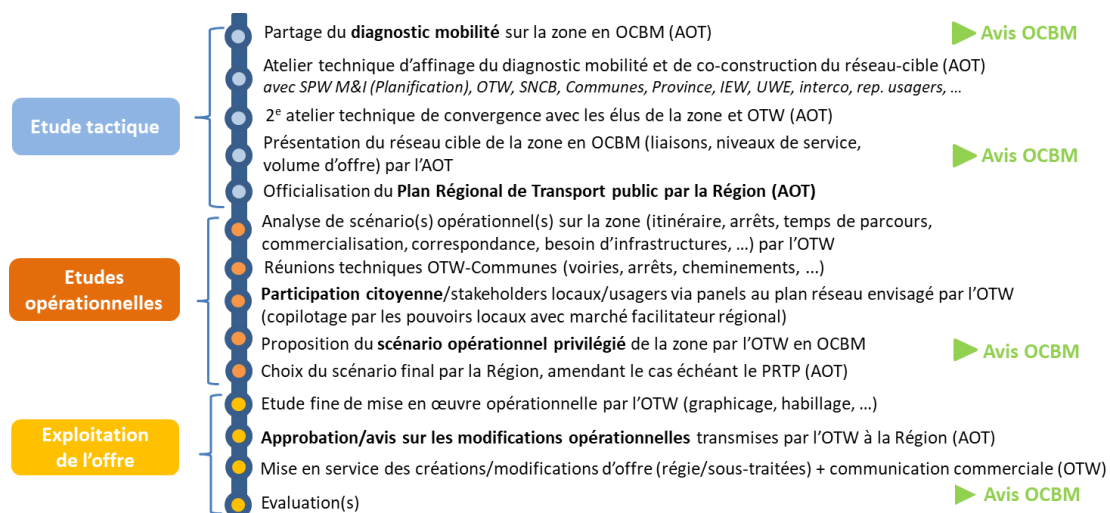 Partage du diagnostic mobilité sur la zone en OCBM (AOT)
Avis OCBM
Atelier technique d'affinage du diagnostic mobilité et de co-construction du réseau-cible (AOT)
avec SPW M&I (Planification), OTW, SNCB, Communes, Province, IEW, UWE, interco, rep. usagers, …
Etude tactique
2e atelier technique de convergence avec les élus de la zone et OTW (AOT)
Présentation du réseau cible de la zone en OCBM (liaisons, niveaux de service,
volume d'offre) par l'AOT
Avis OCBM
Officialisation du Plan Régional de Transport public par la Région (AOT)
Analyse de scénario(s) opérationnel(s) sur la zone (itinéraire, arrêts, temps de parcours,
commercialisation, correspondance, besoin d'infrastructures, …) par l'OTW
Etudes
opérationnelles
Réunions techniques OTW-Communes (voiries, arrêts, cheminements, ...)
Participation citoyenne/stakeholders locaux/usagers via panels au plan réseau envisagé par l'OTW
(copilotage par les pouvoirs locaux avec marché facilitateur régional)
Proposition du scénario opérationnel privilégié de la zone par l'OTW en OCBM
Avis OCBM
Choix du scénario final par la Région, amendant le cas échéant le PRTP (AOT)
Etude fine de mise en œuvre opérationnelle par l'OTW (graphicage, habillage, …)
Exploitation
de l'offre
Approbation/avis sur les modifications opérationnelles transmises par l'OTW à la Région (AOT)
Mise en service des créations/modifications d'offre (régie/sous-traitées) + communication commerciale (OTW)
Evaluation(s)
Avis OCBM